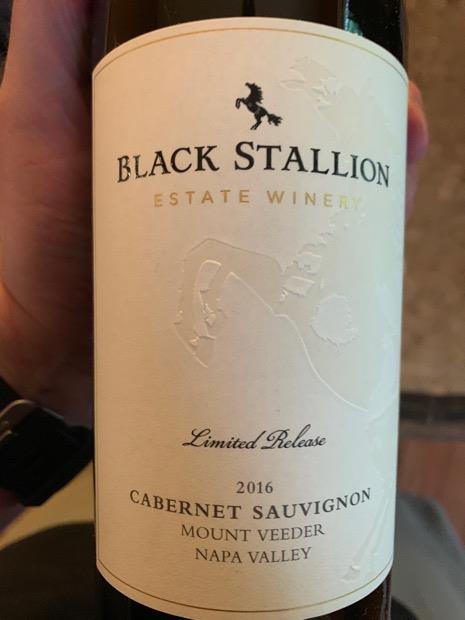 BLACK STALLION
ESTATE WINERY
Limited Release
2016
CABERNET SAUVIGNON
MOUNT VEEDER
NAPA VALLEY